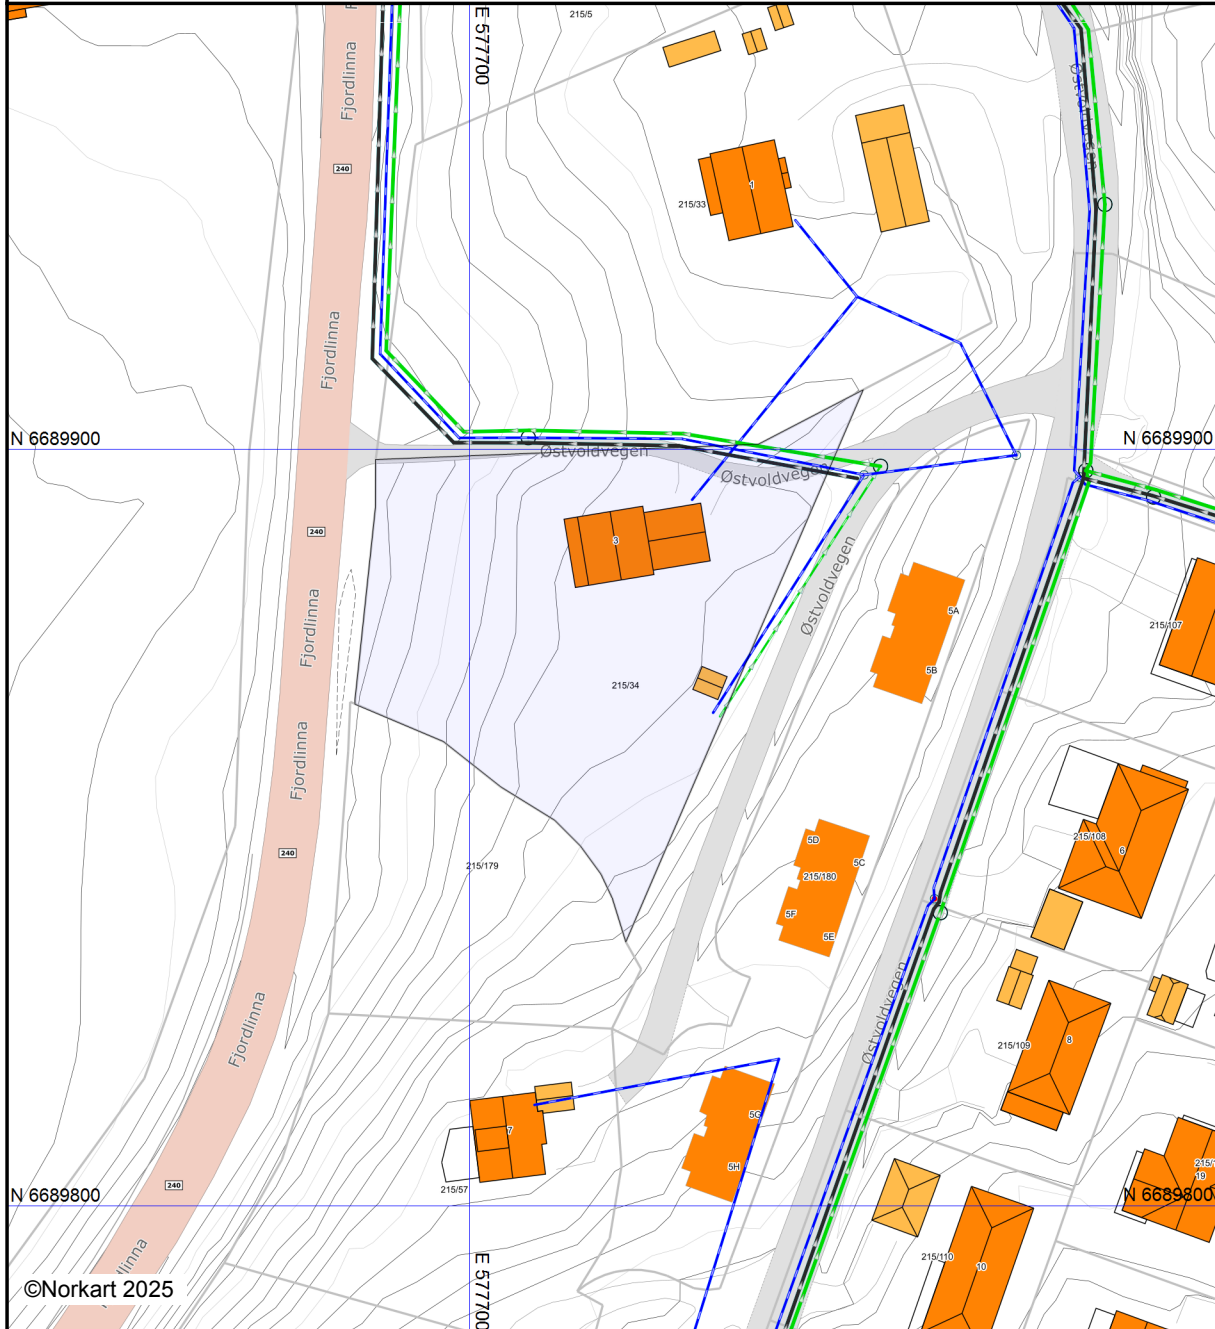 215/5
E 577700
Fjordlinna
Østvoldvegen
240
1
215/33
Fjordlinna
N 6689900
N 6689900
Østvoldvegen
Østvoldvegen
240
3
Østvoldvegen
Fjordlinna
5A
215/107
5B
215/34
Fjordlinna
215/108
5D
6
240
5C
215/179
215/180
5F
5E
Østvoldvegen
Fjordlinna
215/109
8
5G
7
5H
215/57
240
19
N 6689800
N 6689800
215/110
10
E 577700
©Norkart 2025